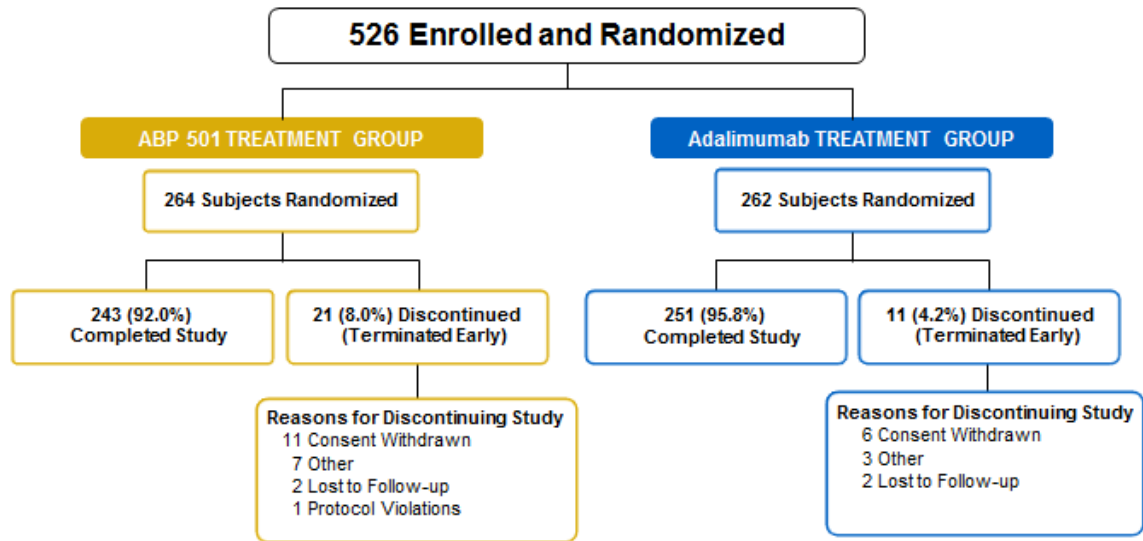 526 Enrolled and Randomized
ABP 501 TREATMENT GROUP
264 Subjects Randomized
243 (92.0%)
Completed Study
21 (8.0%) Discontinued
(Terminated Early)
Reasons for Discontinuing Study
11 Consent Withdrawn
7 Other
2 Lost to Follow-up
1 Protocol Violations
Adalimumab TREATMENT GROUP
262 Subjects Randomized
251 (95.8%)
Completed Study
11 (4.2%) Discontinued
(Terminated Early)
Reasons for Discontinuing Study
6 Consent Withdrawn
3 Other
2 Lost to Follow-up